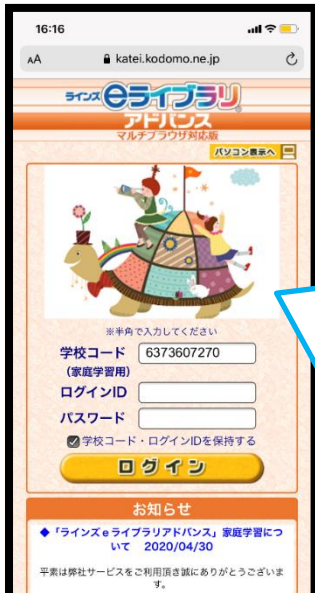 16:16
AA katei.kodomo.ne.jp
ラインズ eライブラリ
アドバンス
マルチブラウザ対応版
パソコン表示へ
※半角で入力してください
学校コード 6373607270
(家庭学習用)
ログインID
パスワード
学校コード・ログインIDを保持する
ログイン
お知らせ
◆「ラインズｅライブラリアドバンス」家庭学習につ
いて 2020/04/30
平素は弊社サービスをご利用頂き誠にありがとうございま
す。